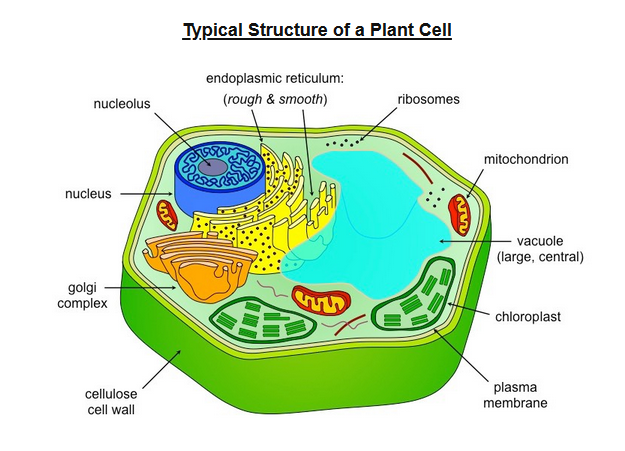 Typical Structure of a Plant Cell
endoplasmic reticulum:
(rough & smooth)
nucleolus
ribosomes
mitochondrion
nucleus
vacuole
(large, central)
golgi
complex
chloroplast
plasma
membrane
cellulose
cell wall